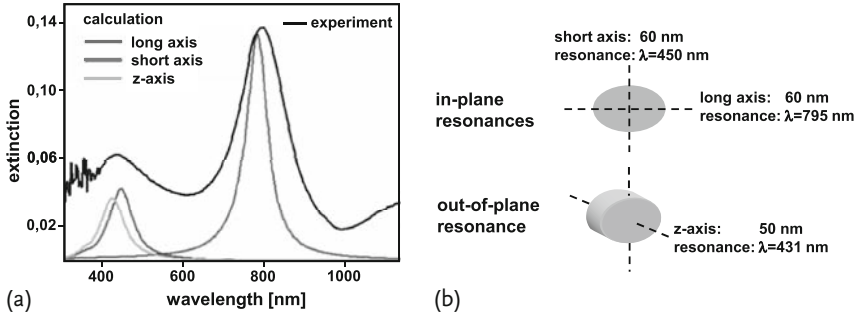 0,14
0,10
0,06
0,02
extinction
calculation
long axis
short axis
z-axis
experiment
400
600
800
1000
wavelength [nm]
(a)
short axis: 60 nm
resonance: λ=450 nm
in-plane
resonances
long axis: 60 nm
resonance: λ=795 nm
out-of-plane
resonance
z-axis: 50 nm
resonance: λ=431 nm
(b)